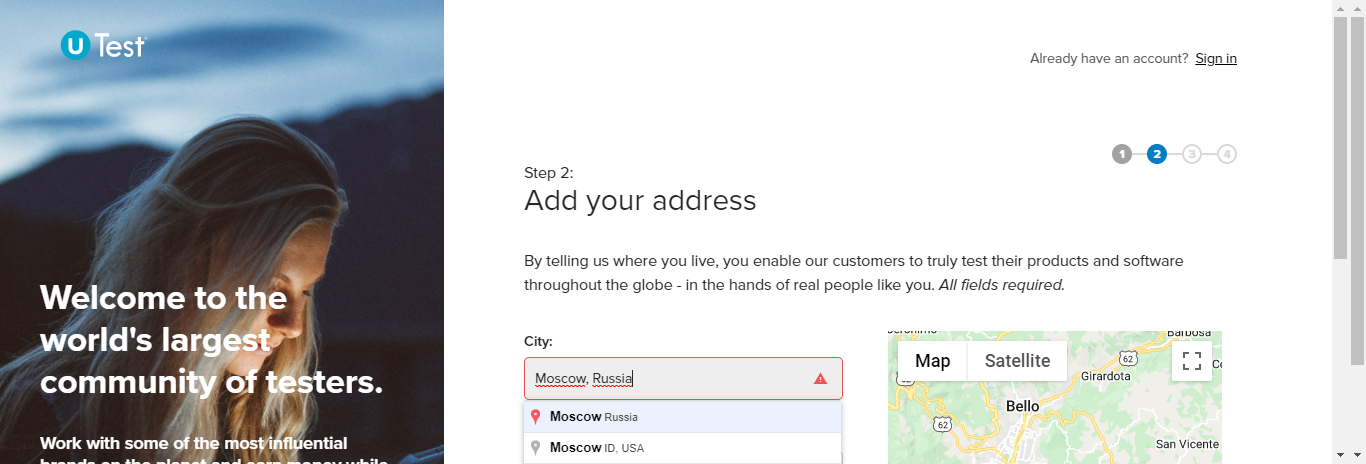 U Test
Already have an account? Sign in
1 2 3 4
Step 2:
Add your address
By telling us where you live, you enable our customers to truly test their products and software
throughout the globe - in the hands of real people like you. All fields required.
Welcome to the
world's largest
community of testers.
Work with some of the most influential
City:
Moscow, Russia
Moscow Russia
Moscow ID, USA
Map Satellite
Barbosa
62
Girardota
62
Bello
62
San Vicente